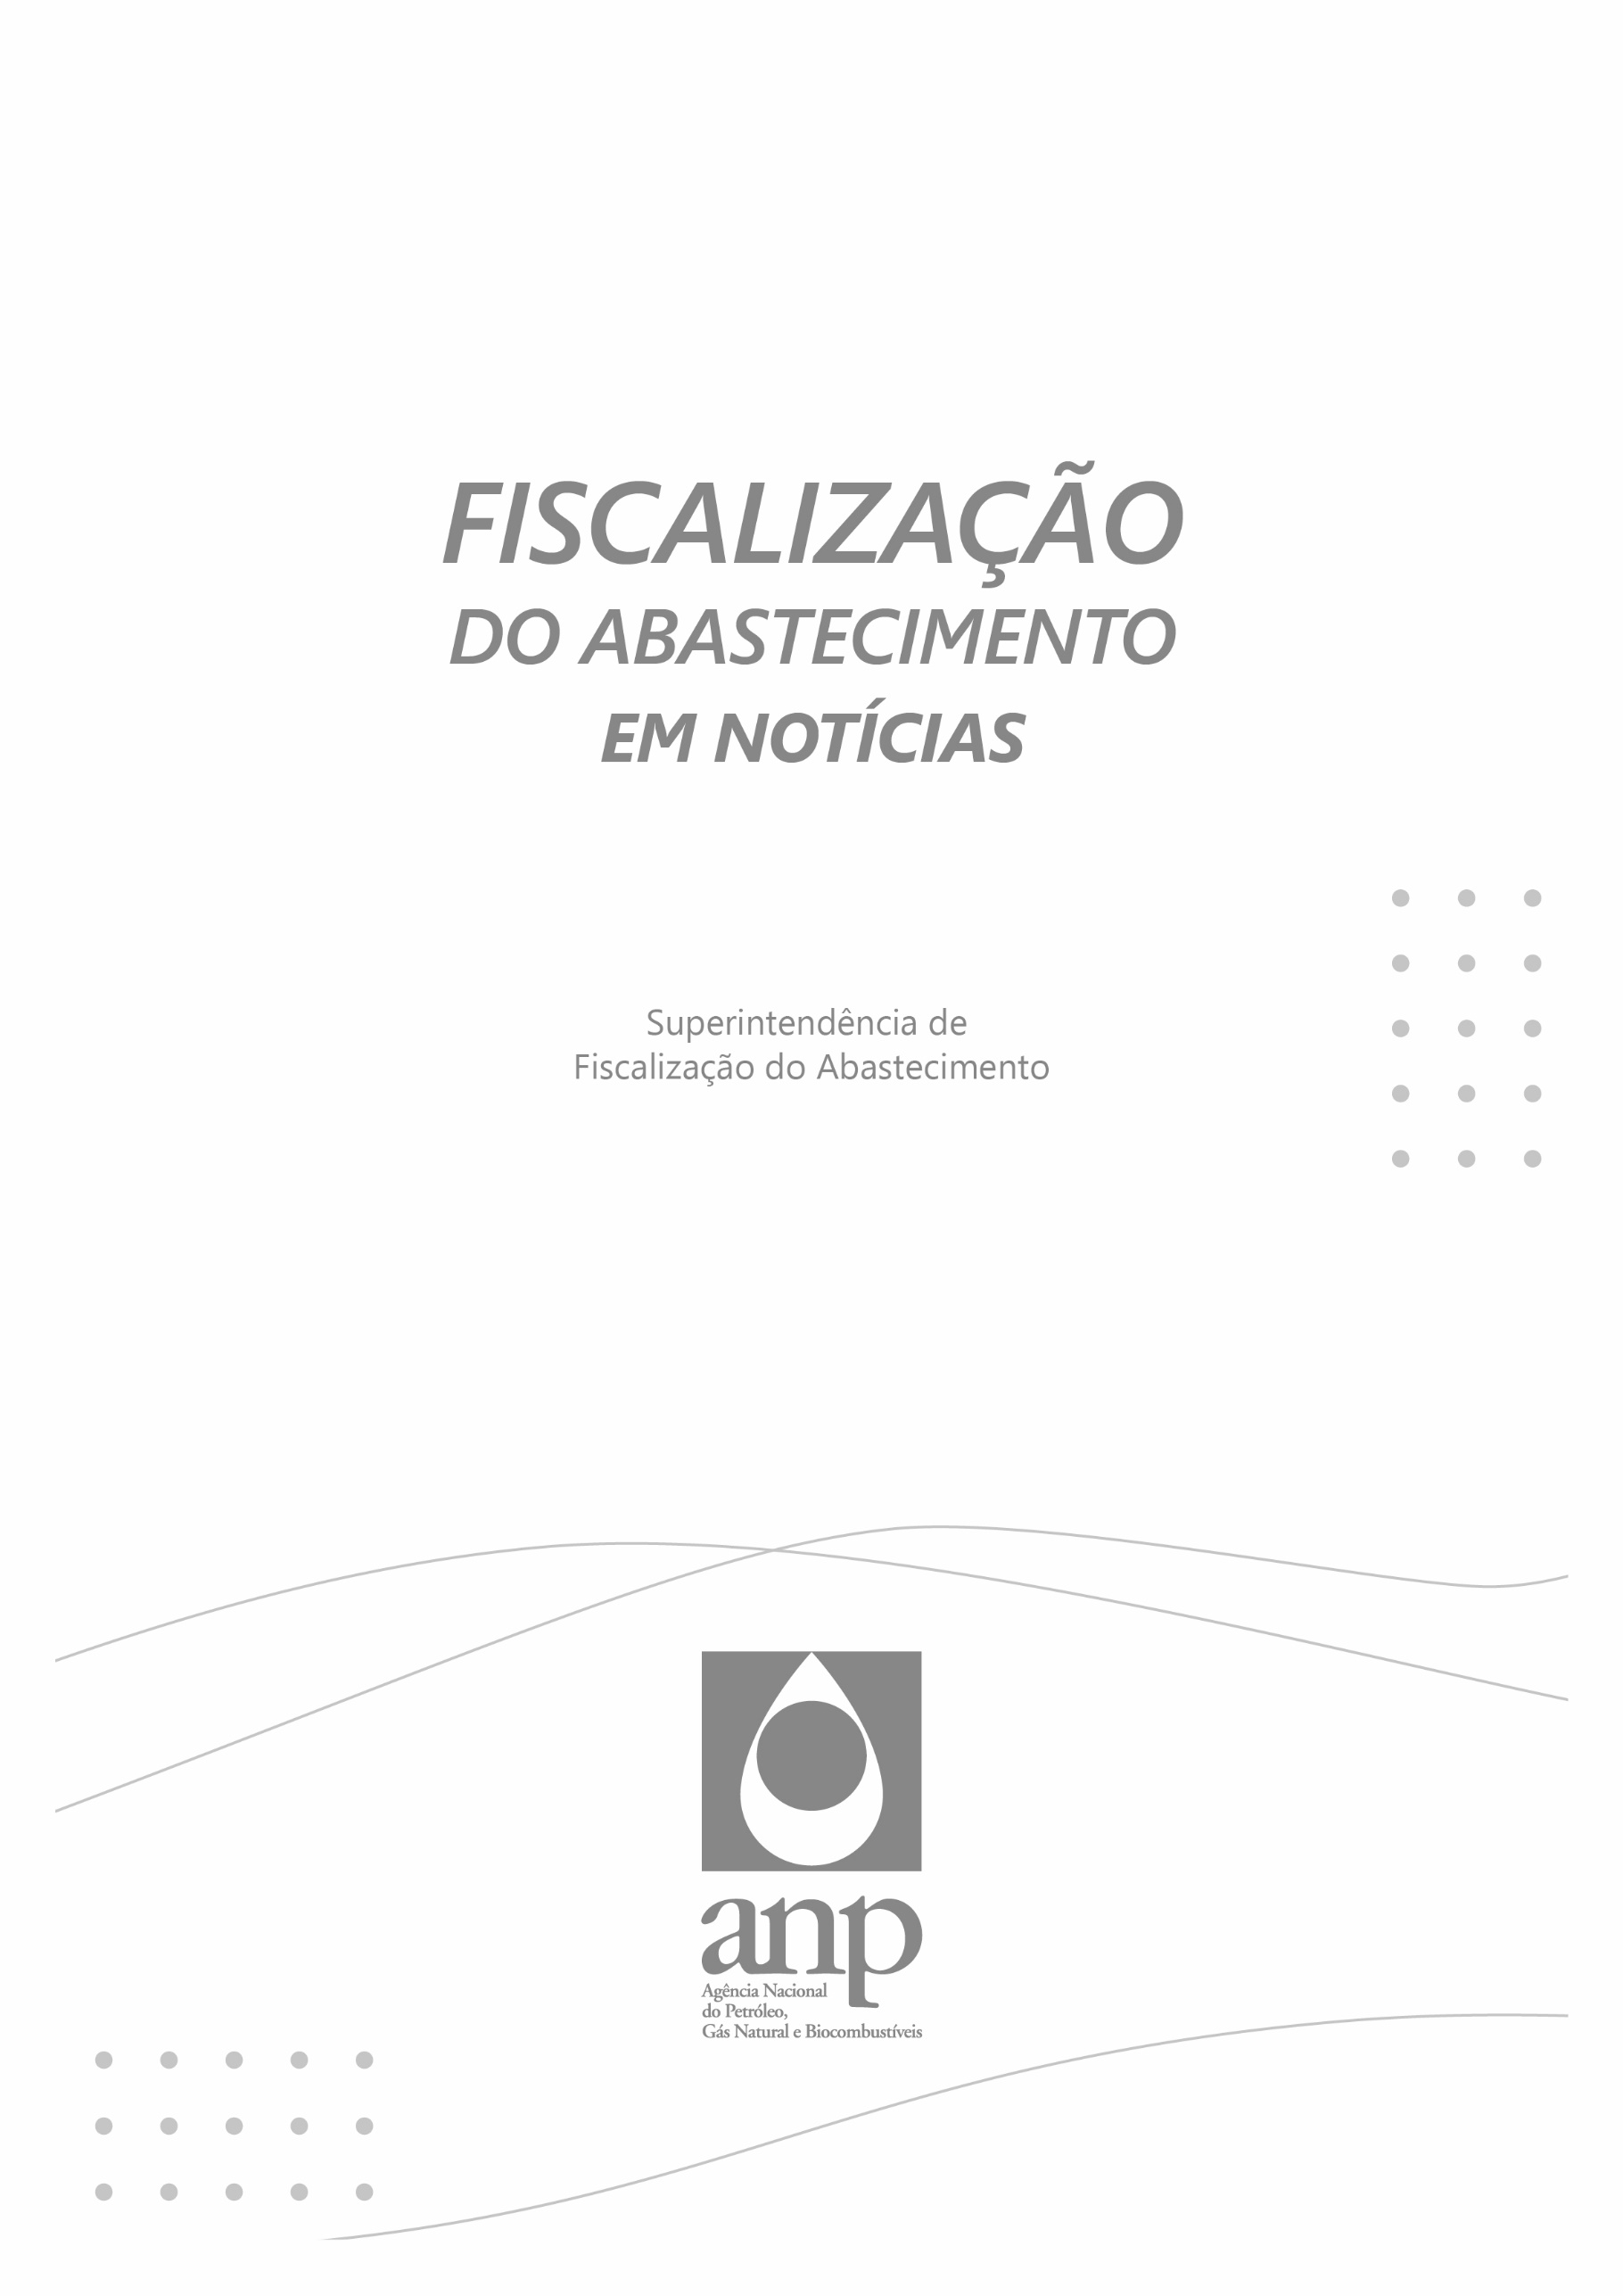 FISCALIZAÇÃO
DO ABASTECIMENTO
EM NOTÍCIAS
Superintendência de
Fiscalização do Abastecimento
anp
Agência Nacional
do Petróleo,
Gás Natural e Biocombustíveis